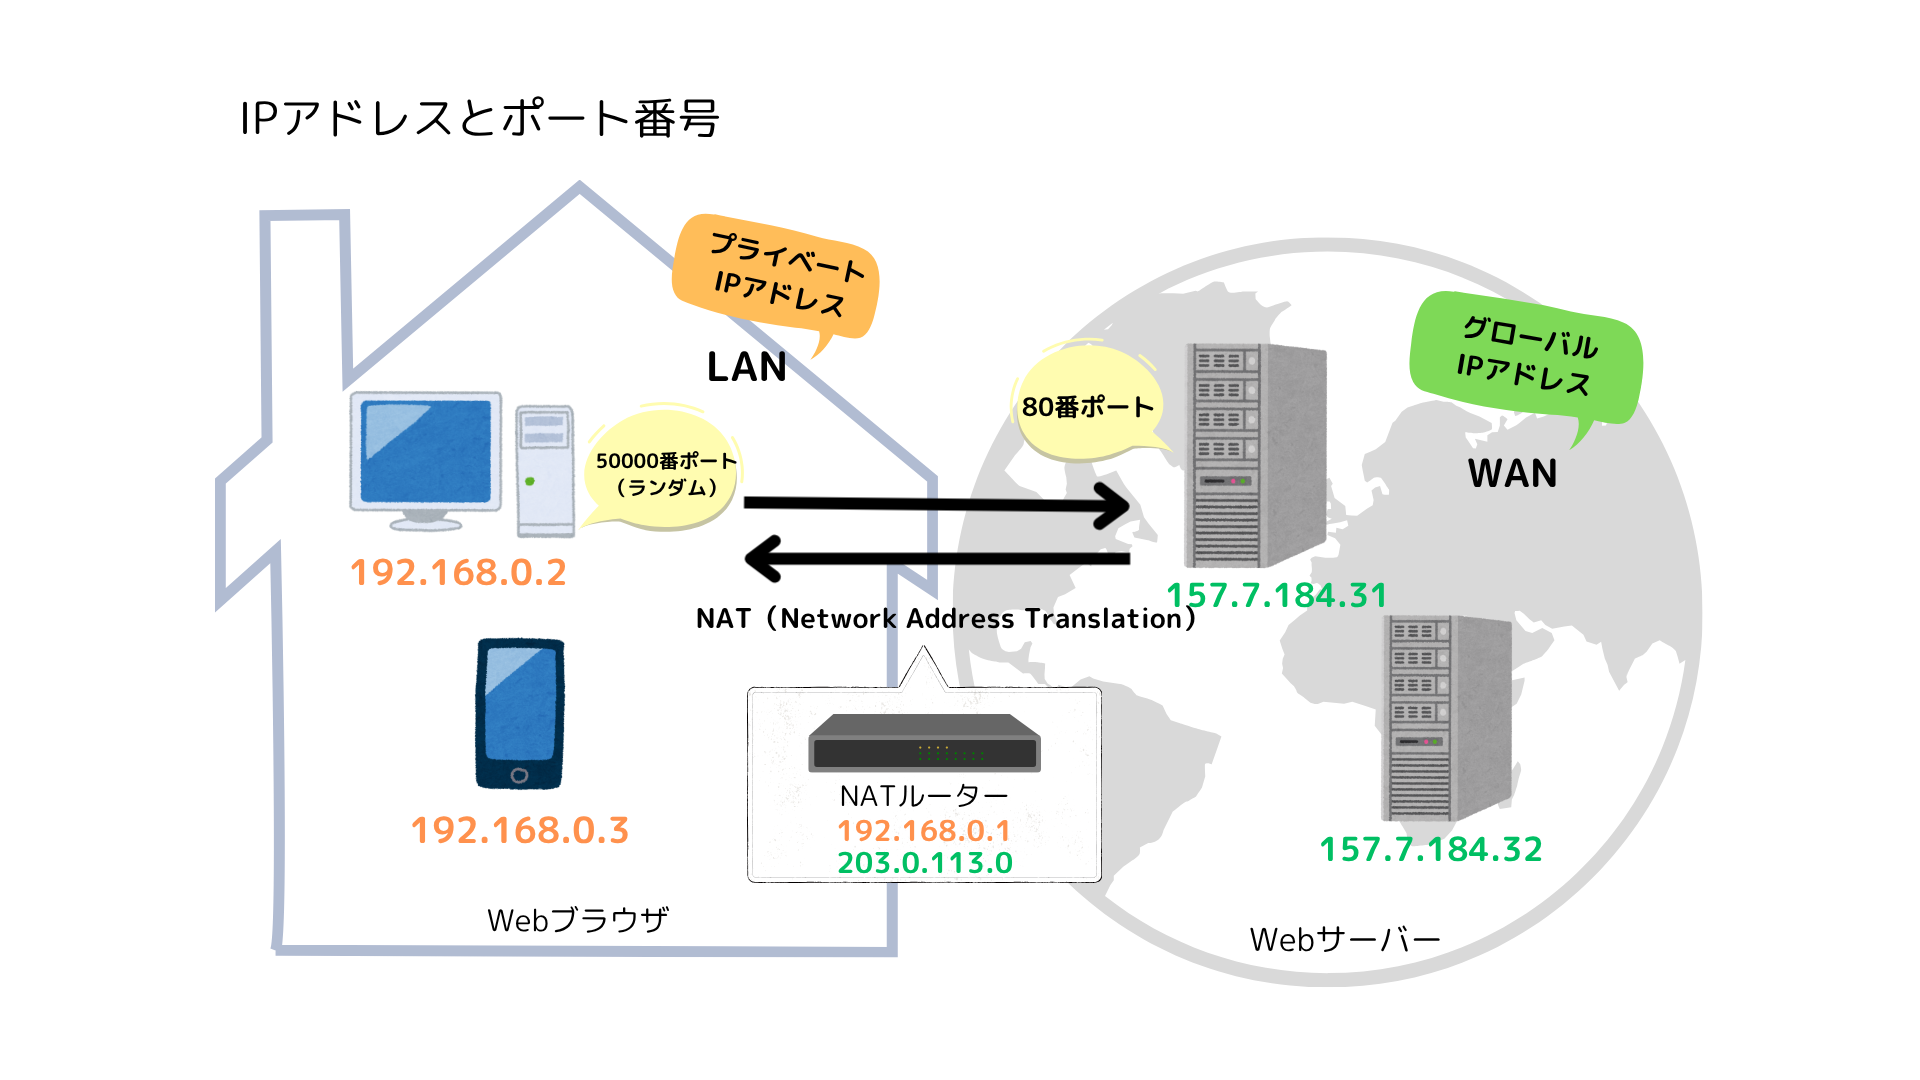 IPアドレスとポート番号
プライベート
IPアドレス
LAN
グローバル
IPアドレス
WAN
80番ポート
50000番ポート
（ランダム）
192.168.0.2
157.7.184.31
NAT（Network Address Translation）
192.168.0.3
NATルーター
192.168.0.1
203.0.113.0
157.7.184.32
Webブラウザ
Webサーバー